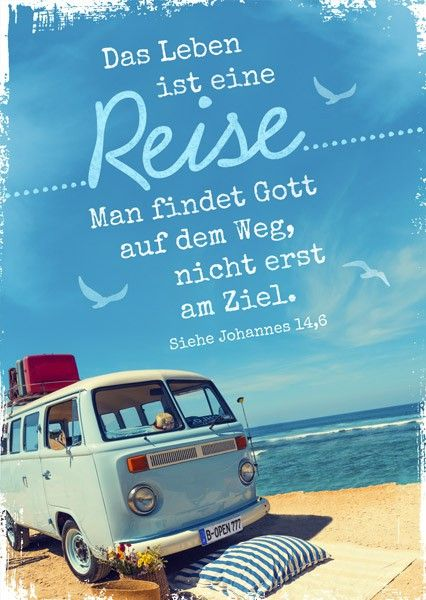 Das Leben
ist eine
Reise
Man findet Gott
auf dem Weg,
nicht erst
am Ziel.
Siehe Johannes 14,6
B-OPEN 777